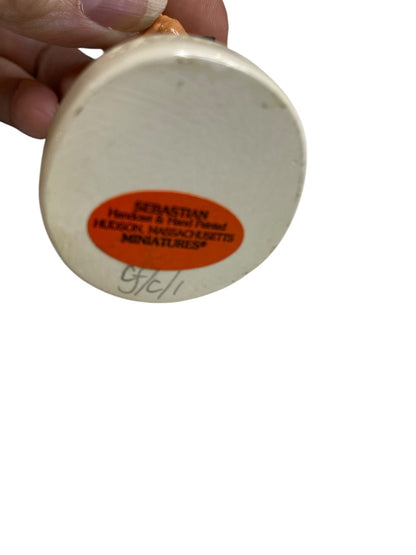 SEBASTIAN
Handcast & Hand Painted
HUDSON, MASSACHUSETTS
MINIATURES®